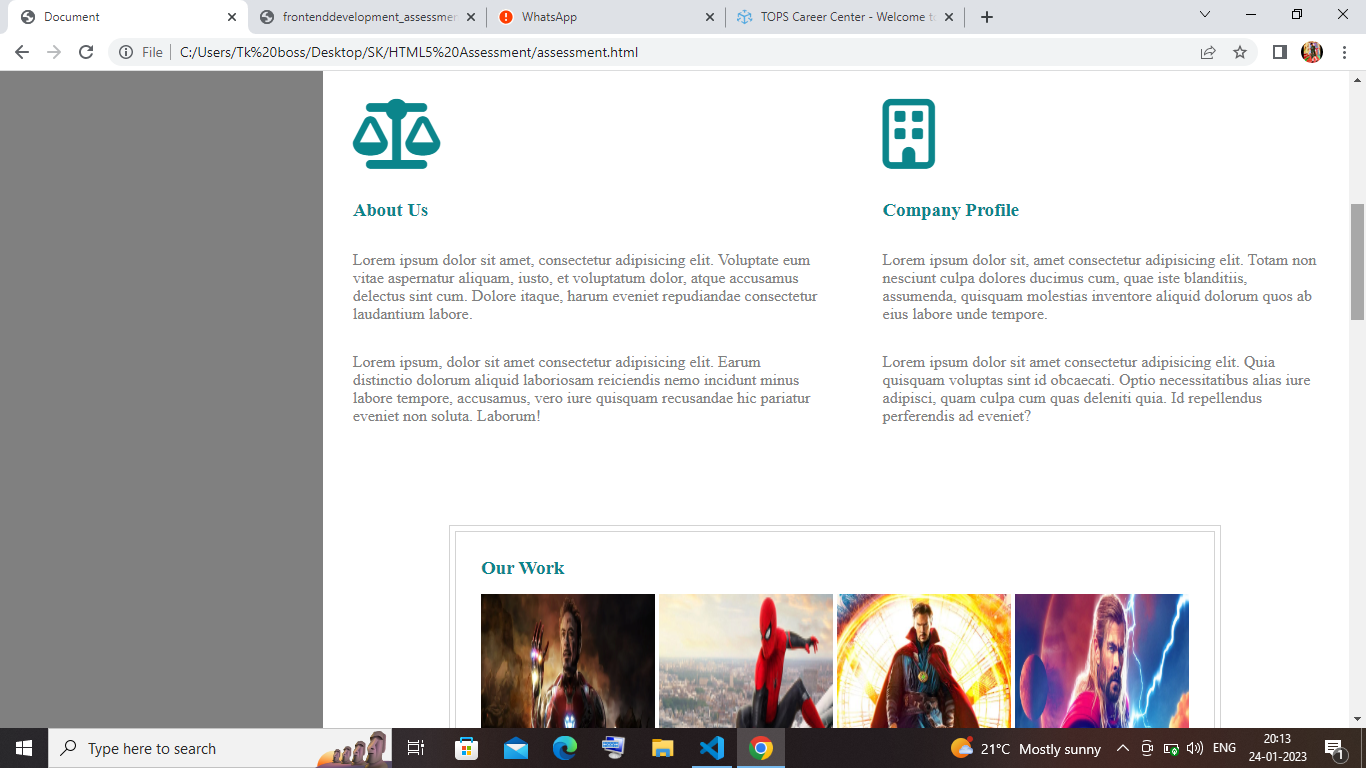 Document
frontenddevelopment_assessmen
WhatsApp
TOPS Career Center - Welcome to
File
C:/Users/Tk%20boss/Desktop/SK/HTML5%20Assessment/assessment.html
About Us
Lorem ipsum dolor sit amet, consectetur adipisicing elit. Voluptate eum
vitae aspernatur aliquam, iusto, et voluptatum dolor, atque accusamus
delectus sint cum. Dolore itaque, harum eveniet repudiandae consectetur
laudantium labore.
Lorem ipsum, dolor sit amet consectetur adipisicing elit. Earum
distinctio dolorum aliquid laboriosam reiciendis nemo incidunt minus
labore tempore, accusamus, vero iure quisquam recusandae hic pariatur
eveniet non soluta. Laborum!
Company Profile
Lorem ipsum dolor sit, amet consectetur adipisicing elit. Totam non
nesciunt culpa dolores ducimus cum, quae iste blanditiis,
assumenda, quisquam molestias inventore aliquid dolorum quos ab
eius labore unde tempore.
Lorem ipsum dolor sit amet consectetur adipisicing elit. Quia
quisquam voluptas sint id obcaecati. Optio necessitatibus alias iure
adipisci, quam culpa cum quas deleniti quia. Id repellendus
perferendis ad eveniet?
Our Work
Type here to search
21°C Mostly sunny
ENG
20:13
24-01-2023
1